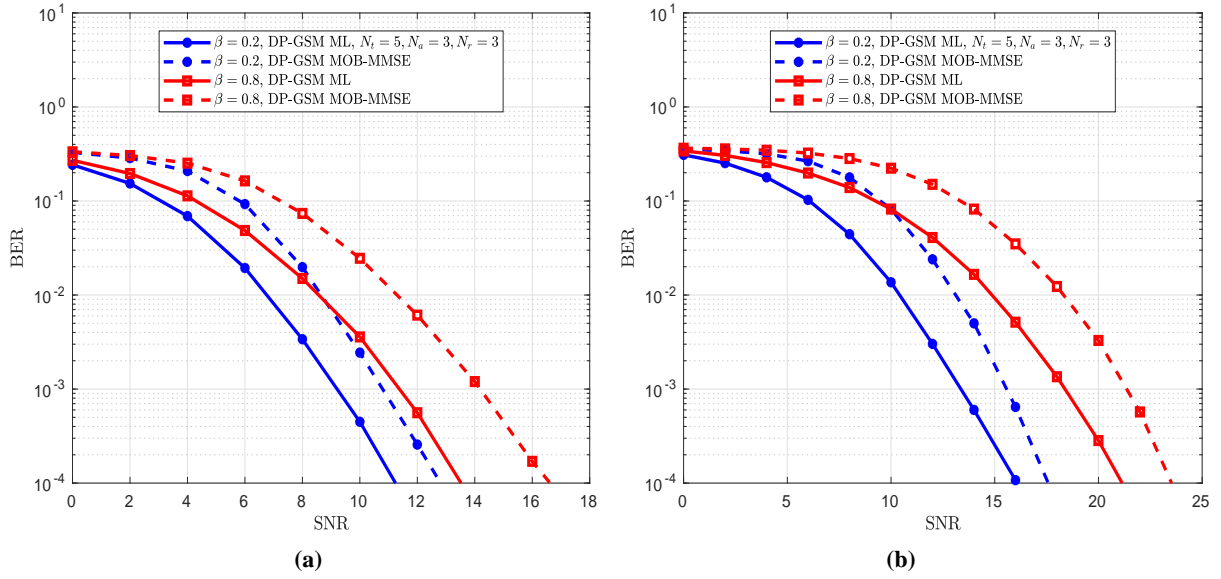 10^1
10^0
10^-1
10^-2
10^-3
10^-4
BER
0 2 4 6 8 10 12 14 16 18
SNR
β = 0.2, DP-GSM ML, N_t = 5, N_a = 3, N_r = 3
β = 0.2, DP-GSM MOB-MMSE
β = 0.8, DP-GSM ML
β = 0.8, DP-GSM MOB-MMSE
(a)
10^1
10^0
10^-1
10^-2
10^-3
10^-4
BER
0 5 10 15 20 25
SNR
β = 0.2, DP-GSM ML, N_t = 5, N_a = 3, N_r = 3
β = 0.2, DP-GSM MOB-MMSE
β = 0.8, DP-GSM ML
β = 0.8, DP-GSM MOB-MMSE
(b)